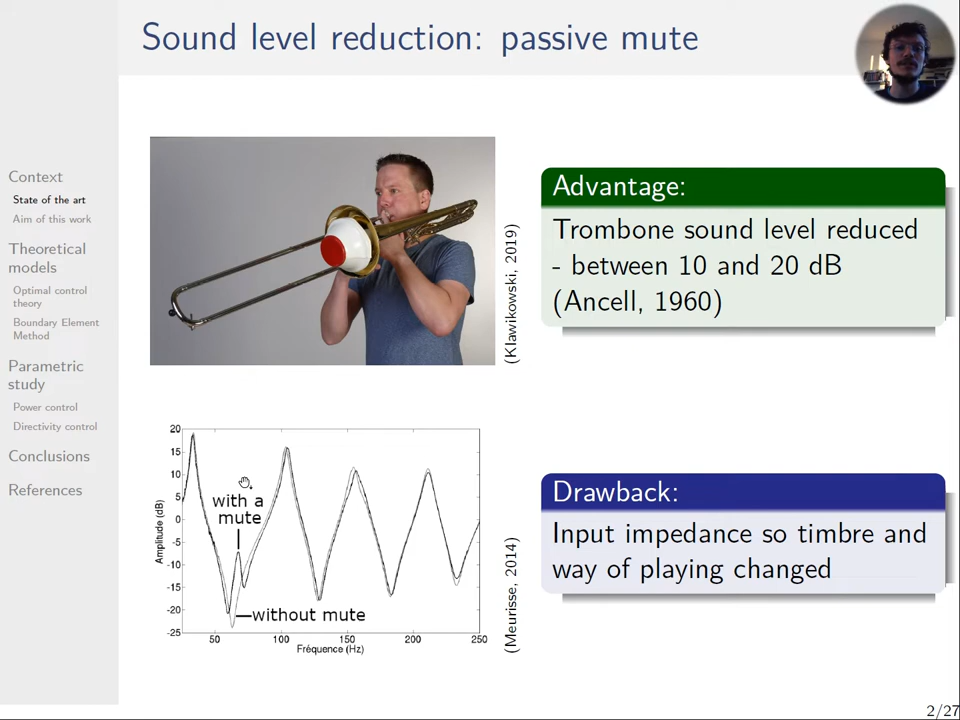 Sound level reduction: passive mute
Context
State of the art
Aim of this work
Theoretical
models
Optimal control
theory
Boundary Element
Method
Parametric
study
Power control
Directivity control
Conclusions
References
(Klawikowski, 2019)
Advantage:
Trombone sound level reduced
- between 10 and 20 dB
(Ancell, 1960)
20
15
10
5
0
-5
-10
-15
-20
-25
Amplitude (dB)
with a
mute
without mute
50
100
150
200
250
Fréquence (Hz)
(Meurisse, 2014)
Drawback:
Input impedance so timbre and
way of playing changed
2/27